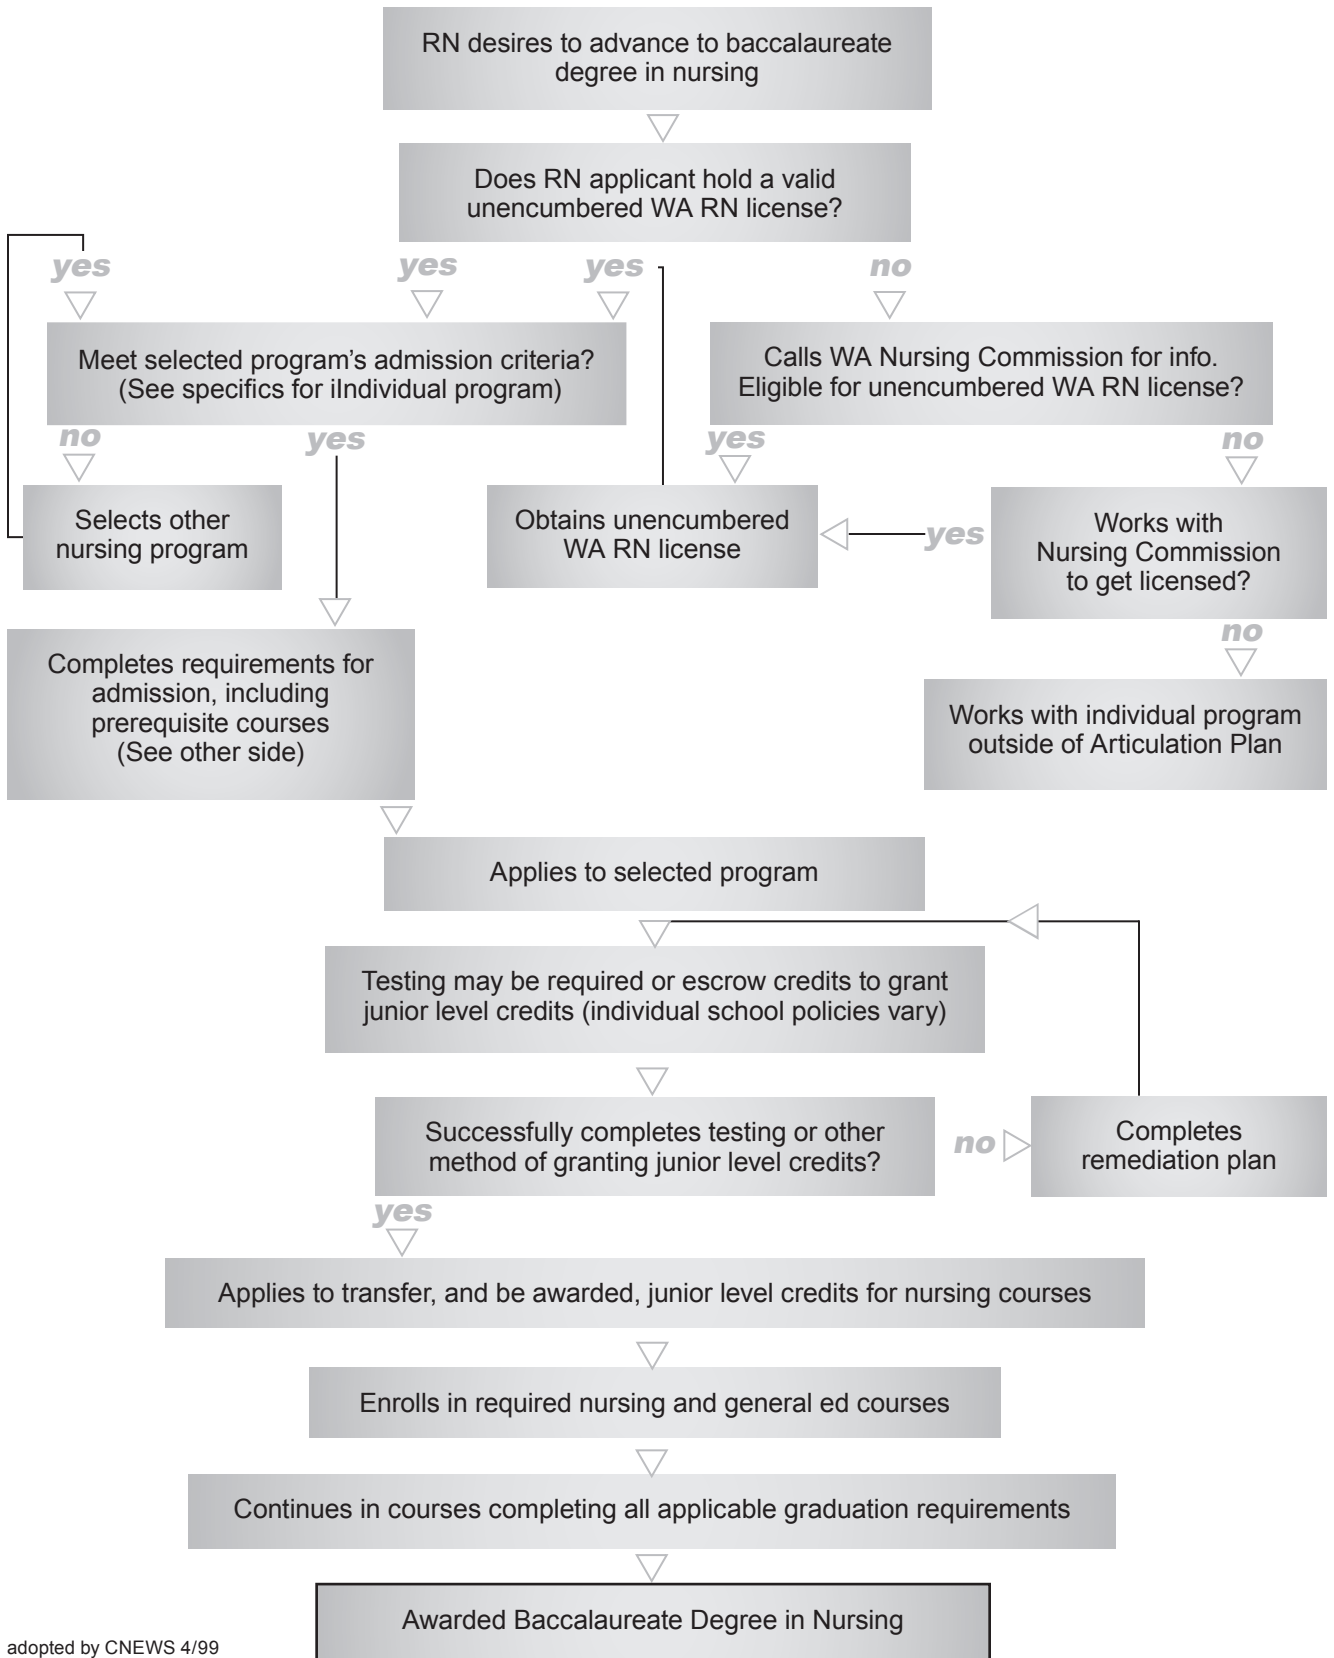 RN desires to advance to baccalaureate
degree in nursing
Does RN applicant hold a valid
unencumbered WA RN license?
yes
yes
yes
no
Meet selected program's admission criteria?
(See specifics for iIndividual program)
Calls WA Nursing Commission for info.
Eligible for unencumbered WA RN license?
no
yes
yes
no
Selects other
nursing program
Obtains unencumbered
WA RN license
yes
Works with
Nursing Commission
to get licensed?
no
Completes requirements for
admission, including
prerequisite courses
(See other side)
Works with individual program
outside of Articulation Plan
Applies to selected program
Testing may be required or escrow credits to grant
junior level credits (individual school policies vary)
Successfully completes testing or other
method of granting junior level credits?
no
Completes
remediation plan
yes
Applies to transfer, and be awarded, junior level credits for nursing courses
Enrolls in required nursing and general ed courses
Continues in courses completing all applicable graduation requirements
Awarded Baccalaureate Degree in Nursing
adopted by CNEWS 4/99